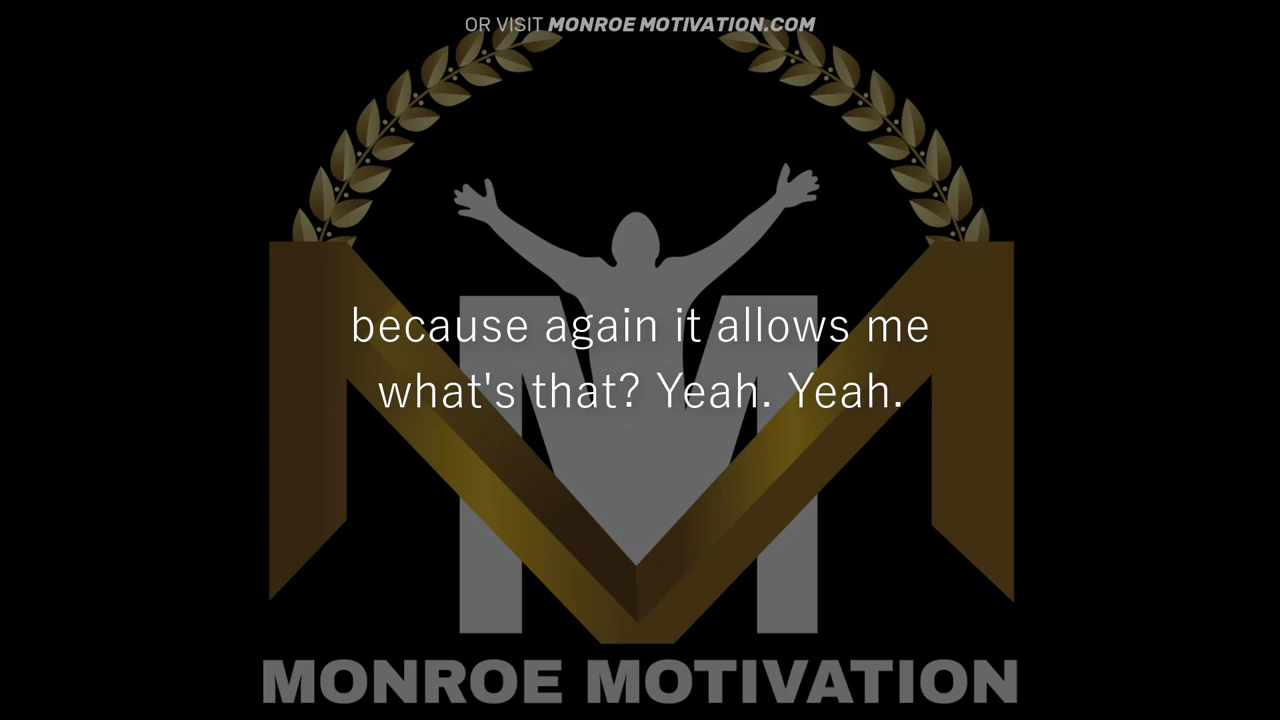 OR VISIT MONROE MOTIVATION.COM
because again it allows me
what's that? Yeah. Yeah.
MONROE MOTIVATION